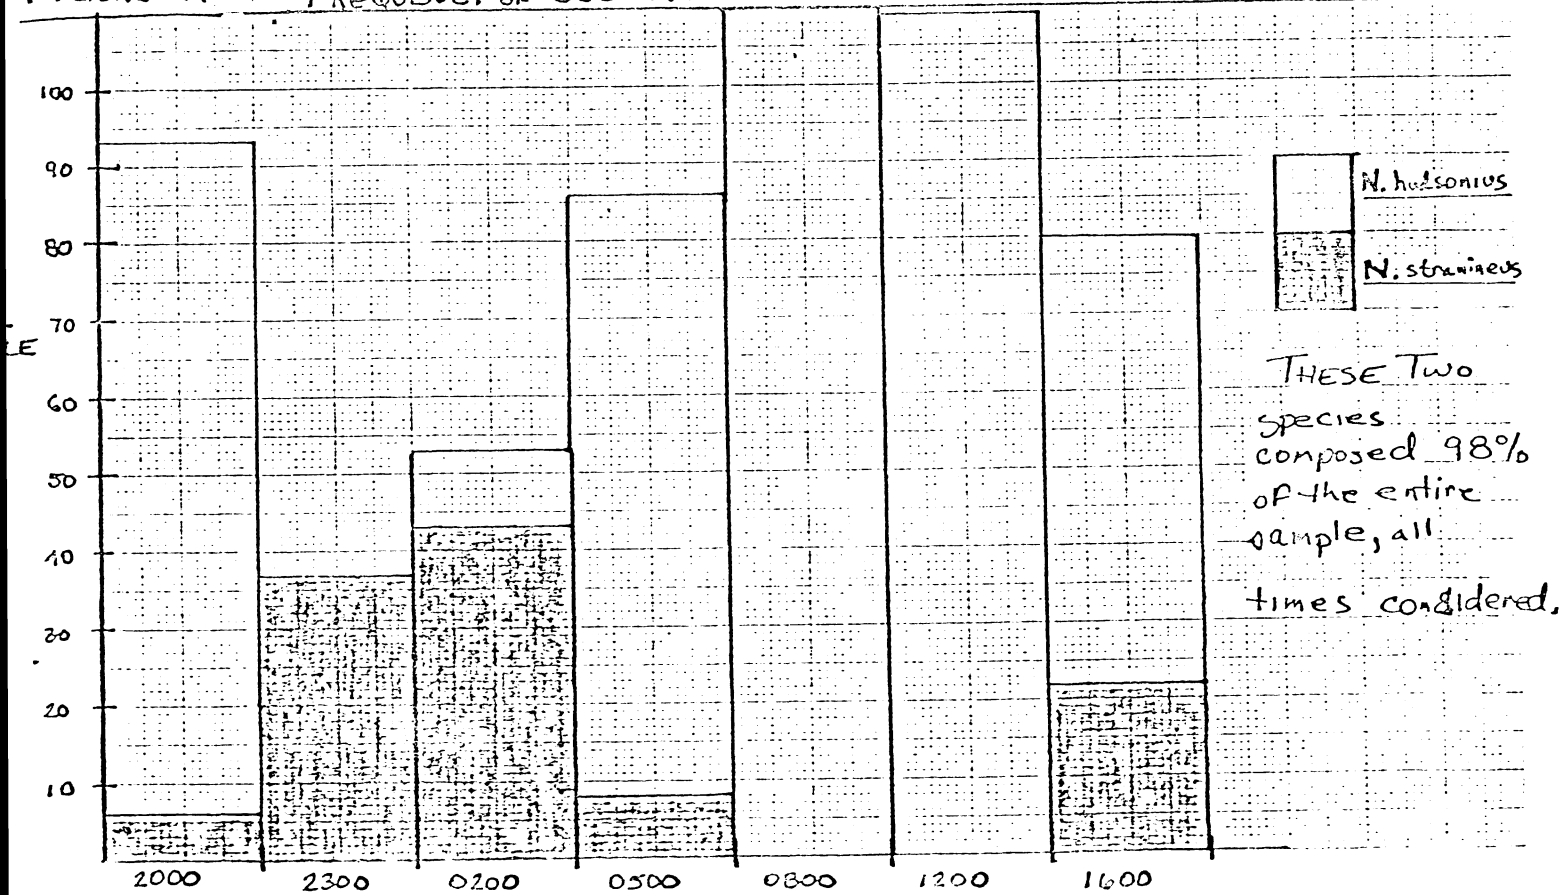 100
90
80
70
60
50
40
30
20
10
2000 2300 0200 0500 0800 1200 1600
N. hudsonius
N. stramineus
THESE TWO
species
composed 98%
of the entire
sample, all
times considered.